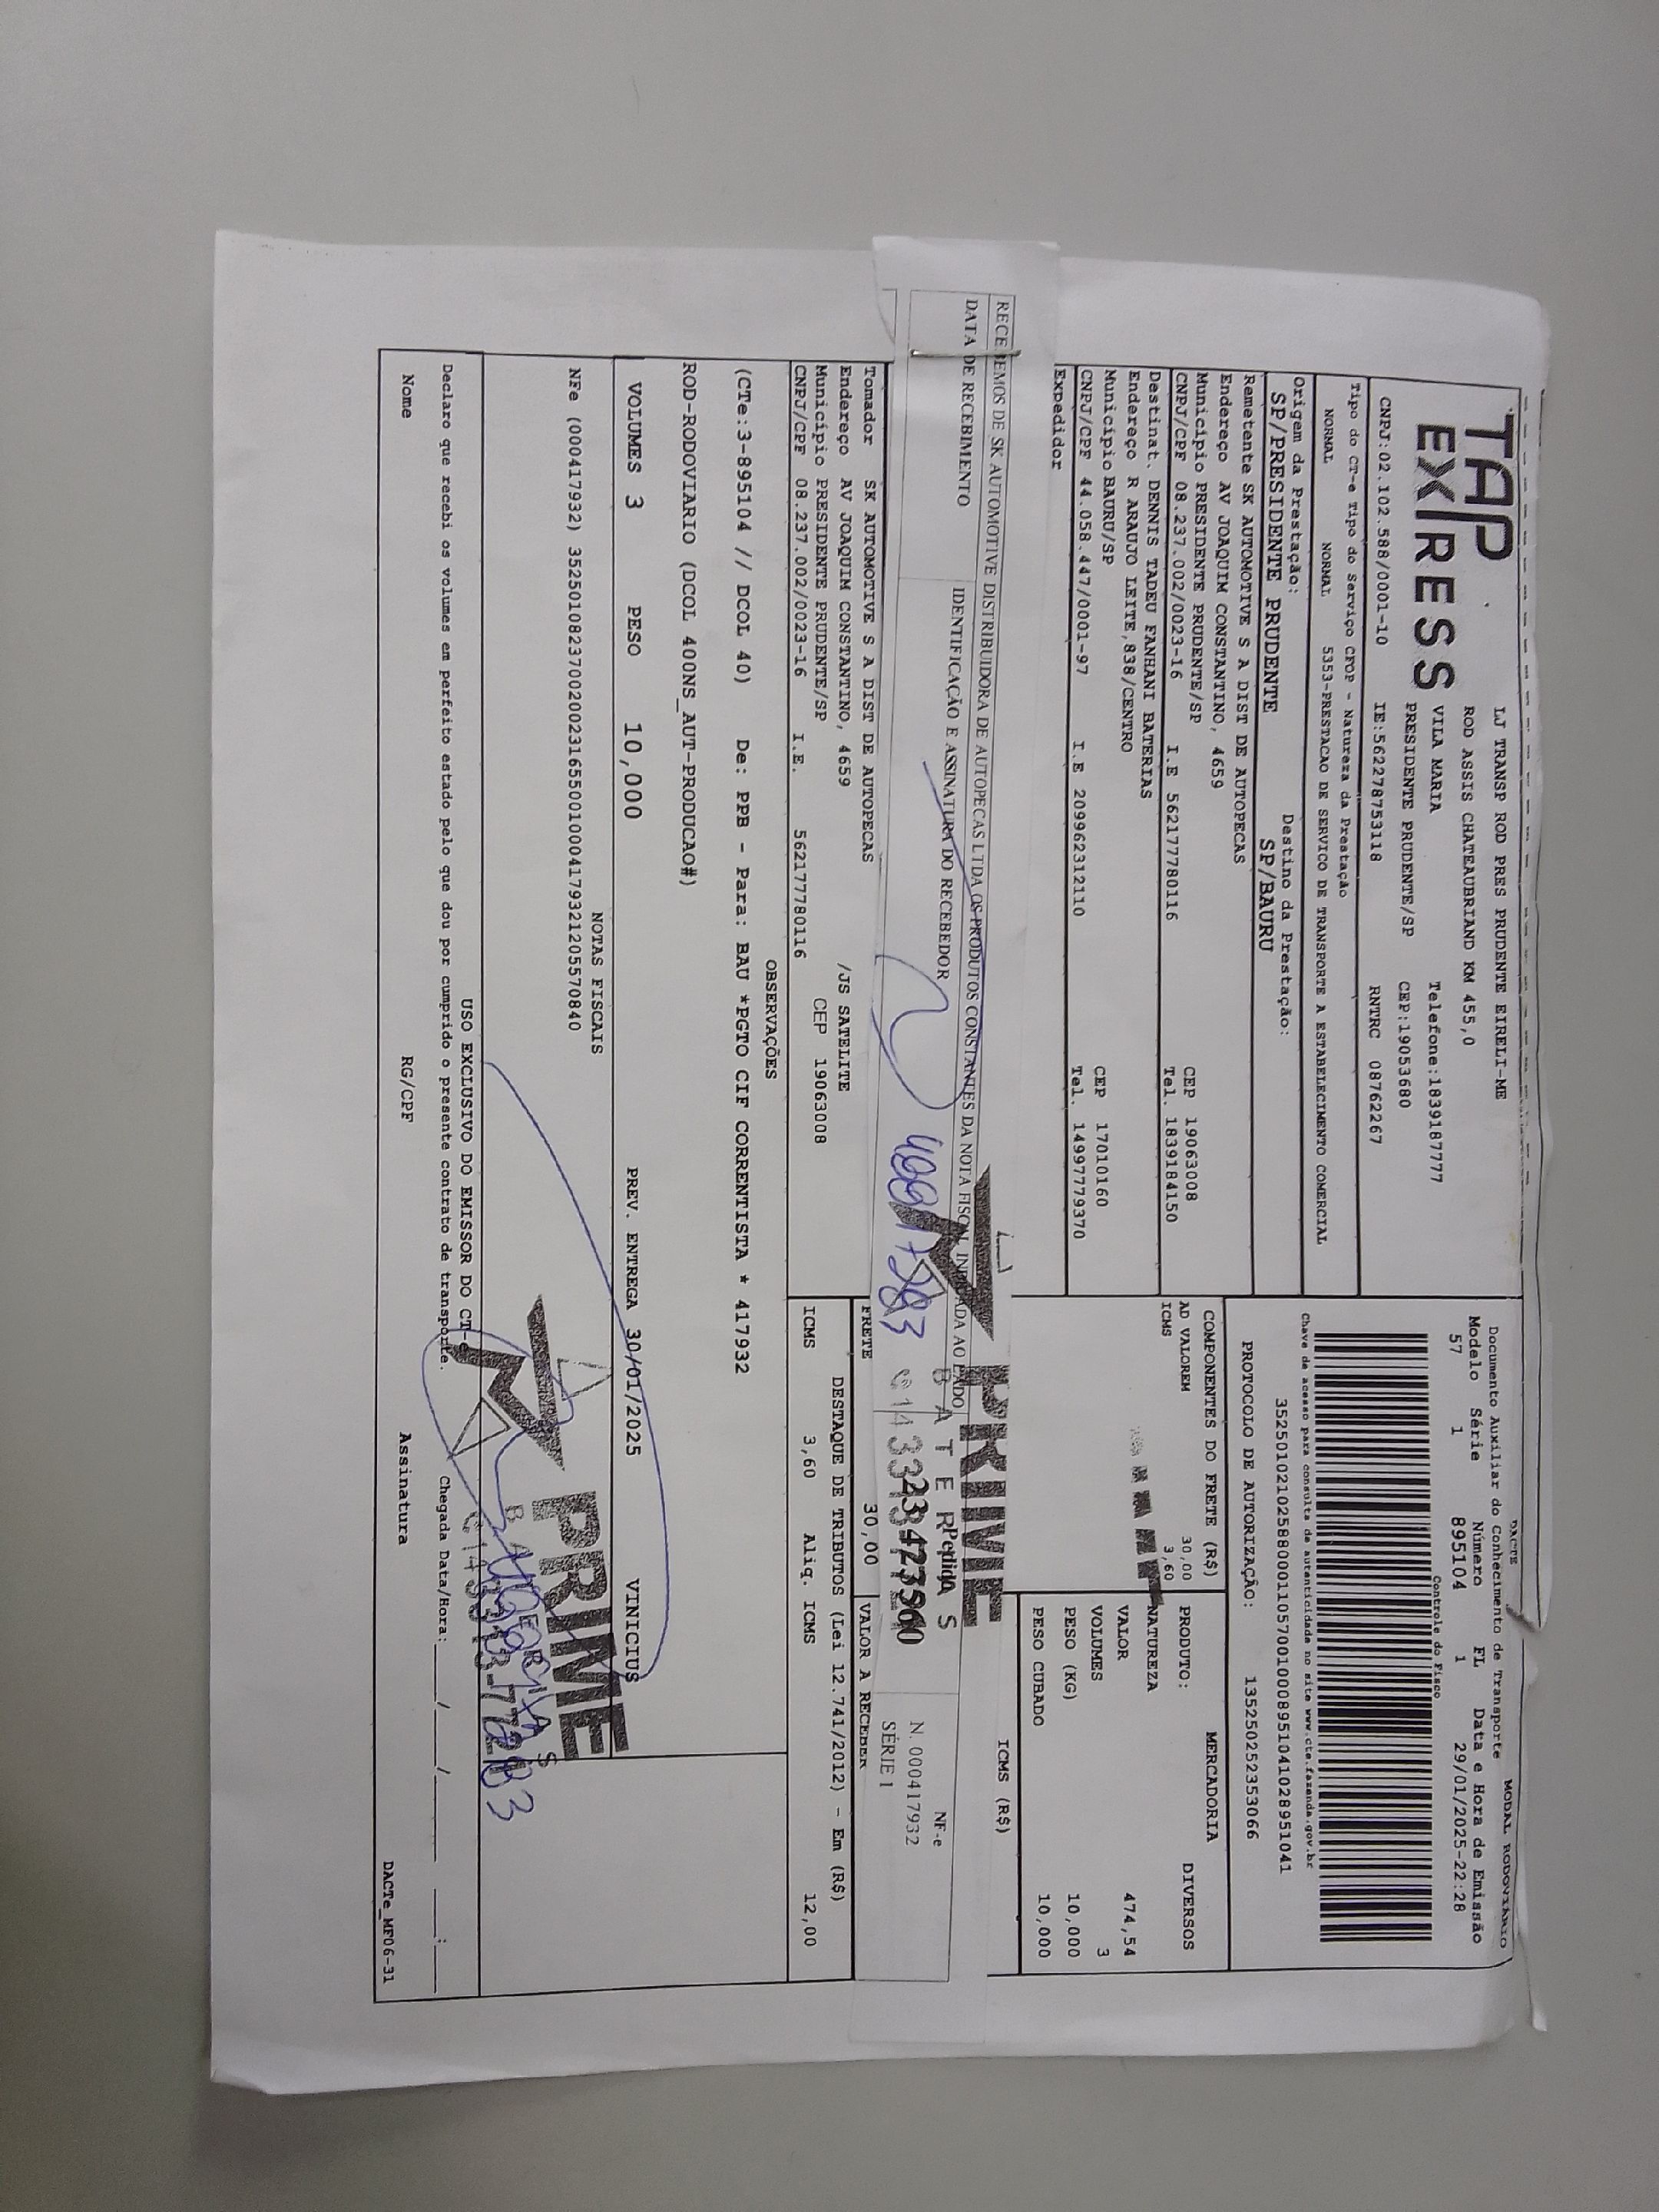 TAP EXPRESS
LJ TRANSP ROD PRES PRUDENTE EIRELI-ME
ROD ASSIS CHATEAUBRIAND KM 455,0
VILA MARIA Telefone:1839187777
PRESIDENTE PRUDENTE/SP CEP:19053680
CNPJ:02.102.588/0001-10 IE:562278753118 RNTRC 08762267
Tipo do CT-e Tipo do Serviço CFOP - Natureza da Prestação
NORMAL NORMAL 5353-PRESTACAO DE SERVICO DE TRANSPORTE A ESTABELECIMENTO COMERCIAL
Origem da Prestação: Destino da Prestação:
SP/PRESIDENTE PRUDENTE SP/BAURU
Remetente SK AUTOMOTIVE S A DIST DE AUTOPECAS
Endereço AV JOAQUIM CONSTANTINO, 4659
Município PRESIDENTE PRUDENTE/SP CEP 19063008
CNPJ/CPF 08.237.002/0023-16 I.E 562177780116 Tel. 1839184150
Destinat. DENNIS TADEU FANHANI BATERIAS
Endereço R ARAUJO LEITE,838/CENTRO
Município BAURU/SP CEP 17010160
CNPJ/CPF 44.058.447/0001-97 I.E 209962312110 Tel. 14997779370
Expedidor
DACTE MODAL RODOVIÁRIO
Documento Auxiliar do Conhecimento de Transporte
Modelo Série Número FL Data e Hora de Emissão
57 1 895104 1 29/01/2025-22:28
Controle do Fisco
Chave de acesso para consulta de autenticidade no site www.cte.fazenda.gov.br
35250102102588000110570010008951041028951041
PROTOCOLO DE AUTORIZAÇÃO: 135250252353066
COMPONENTES DO FRETE (R$)
AD VALOREM 30,00
ICMS 3,60
MERCADORIA
PRODUTO: DIVERSOS
NATUREZA
VALOR 474,54
VOLUMES 3
PESO (KG) 10,000
PESO CUBADO 10,000
ICMS (R$)
RECEBEMOS DE SK AUTOMOTIVE DISTRIBUIDORA DE AUTOPECAS LTDA OS PRODUTOS CONSTANTES DA NOTA FISCAL INDICADA AO LADO
DATA DE RECEBIMENTO IDENTIFICAÇÃO E ASSINATURA DO RECEBEDOR
PRIME
BATERIAS
Pedido
NF-e
N. 000417932
SÉRIE 1
Tomador SK AUTOMOTIVE S A DIST DE AUTOPECAS
Endereço AV JOAQUIM CONSTANTINO, 4659 /JS SATELITE
Município PRESIDENTE PRUDENTE/SP CEP 19063008
CNPJ/CPF 08.237.002/0023-16 I.E. 562177780116
FRETE 30,00 VALOR A RECEBER
DESTAQUE DE TRIBUTOS (Lei 12.741/2012) - Em (R$)
ICMS 3,60 Aliq. ICMS 12,00
OBSERVAÇÕES
(CTe:3-895104 // DCOL 40) De: PPB - Para: BAU *PGTO CIF CORRENTISTA * 417932
ROD-RODOVIARIO (DCOL 400NS_AUT-PRODUCAO#)
VOLUMES 3 PESO 10,000 PREV. ENTREGA 30/01/2025 VINICIUS
NOTAS FISCAIS
NFe (000417932) 35250108237002002316550010004179321205570840
PRIME
BATERIAS
USO EXCLUSIVO DO EMISSOR DO CT-e
Declaro que recebi os volumes em perfeito estado pelo que dou por cumprido o presente contrato de transporte. Chegada Data/Hora:____/____/____ ____:____
Nome RG/CPF Assinatura
DACTe_MF06-31